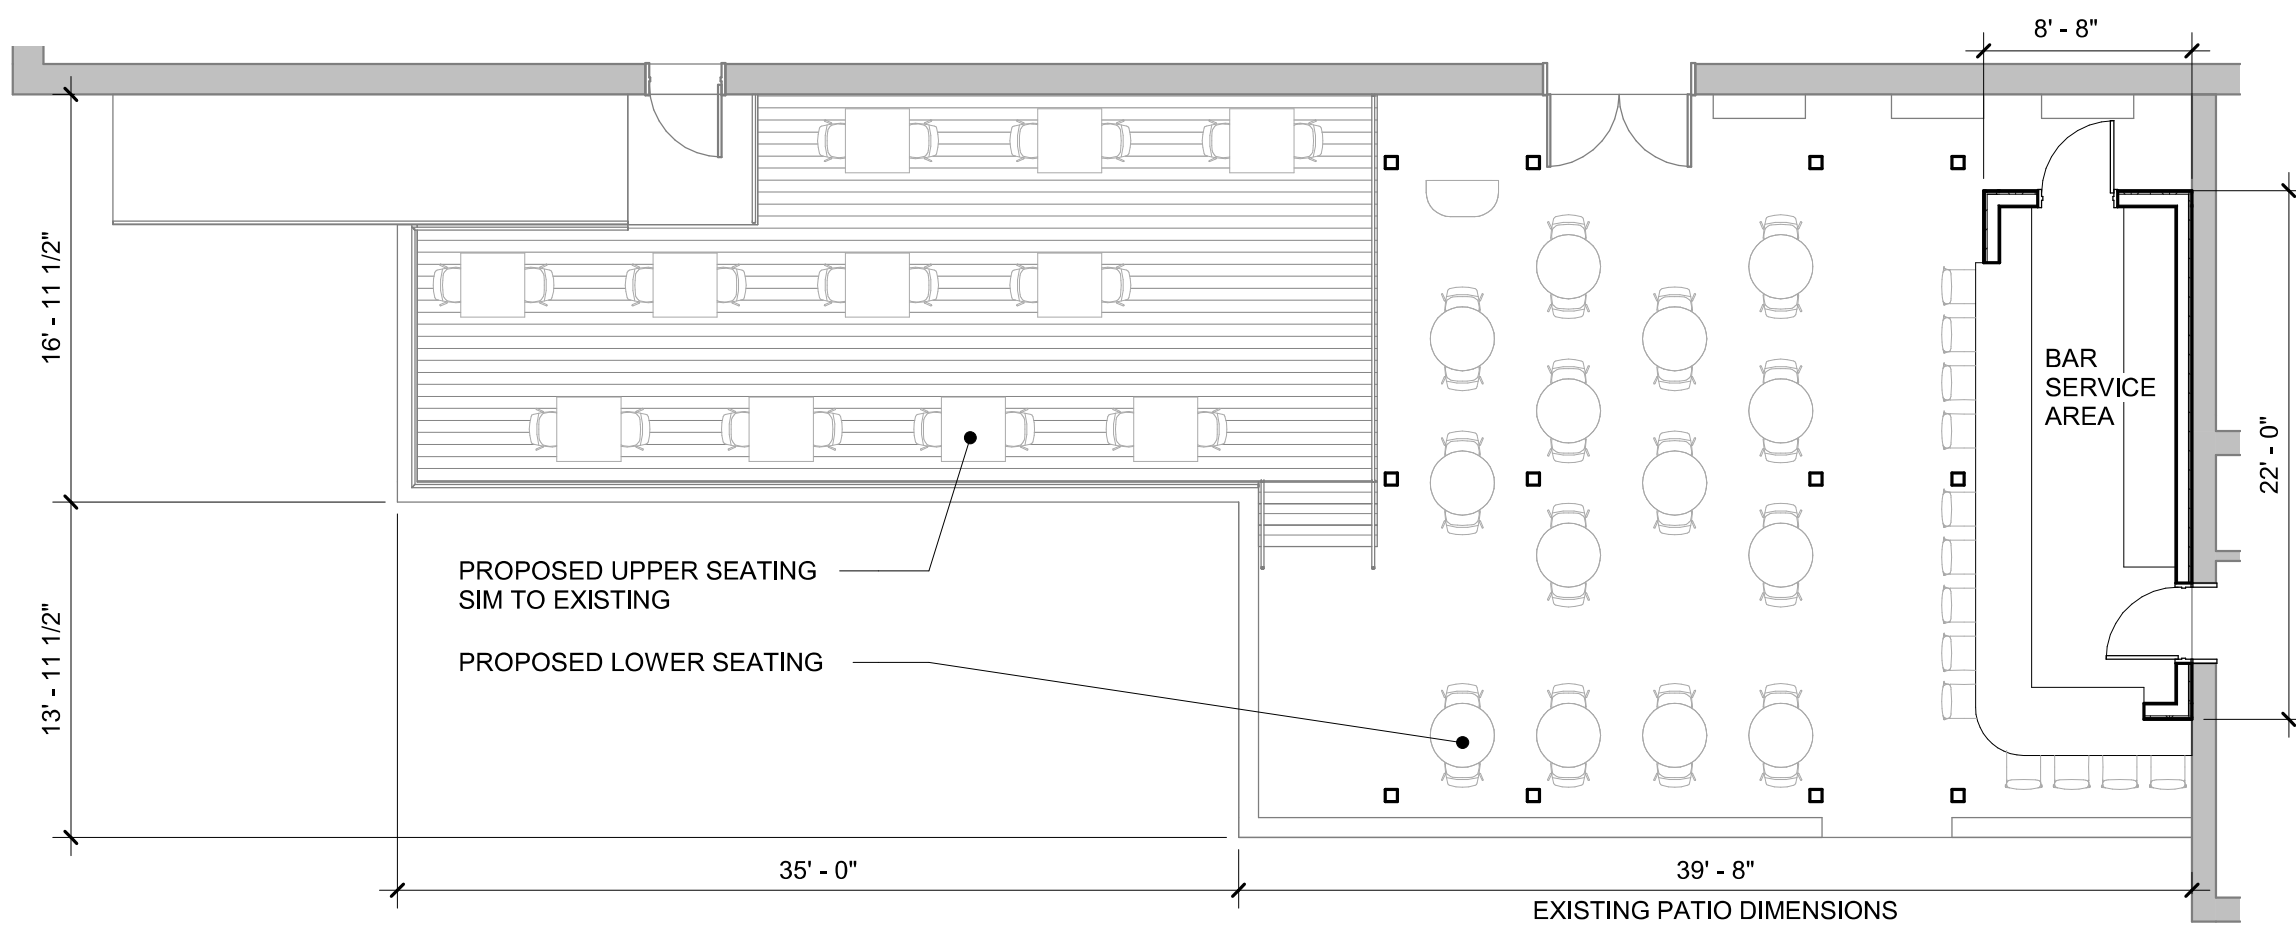 8' - 8"
16' - 11 1/2"
BAR
SERVICE
AREA
22' - 0"
PROPOSED UPPER SEATING
SIM TO EXISTING
13' - 11 1/2"
PROPOSED LOWER SEATING
35' - 0"
39' - 8"
EXISTING PATIO DIMENSIONS